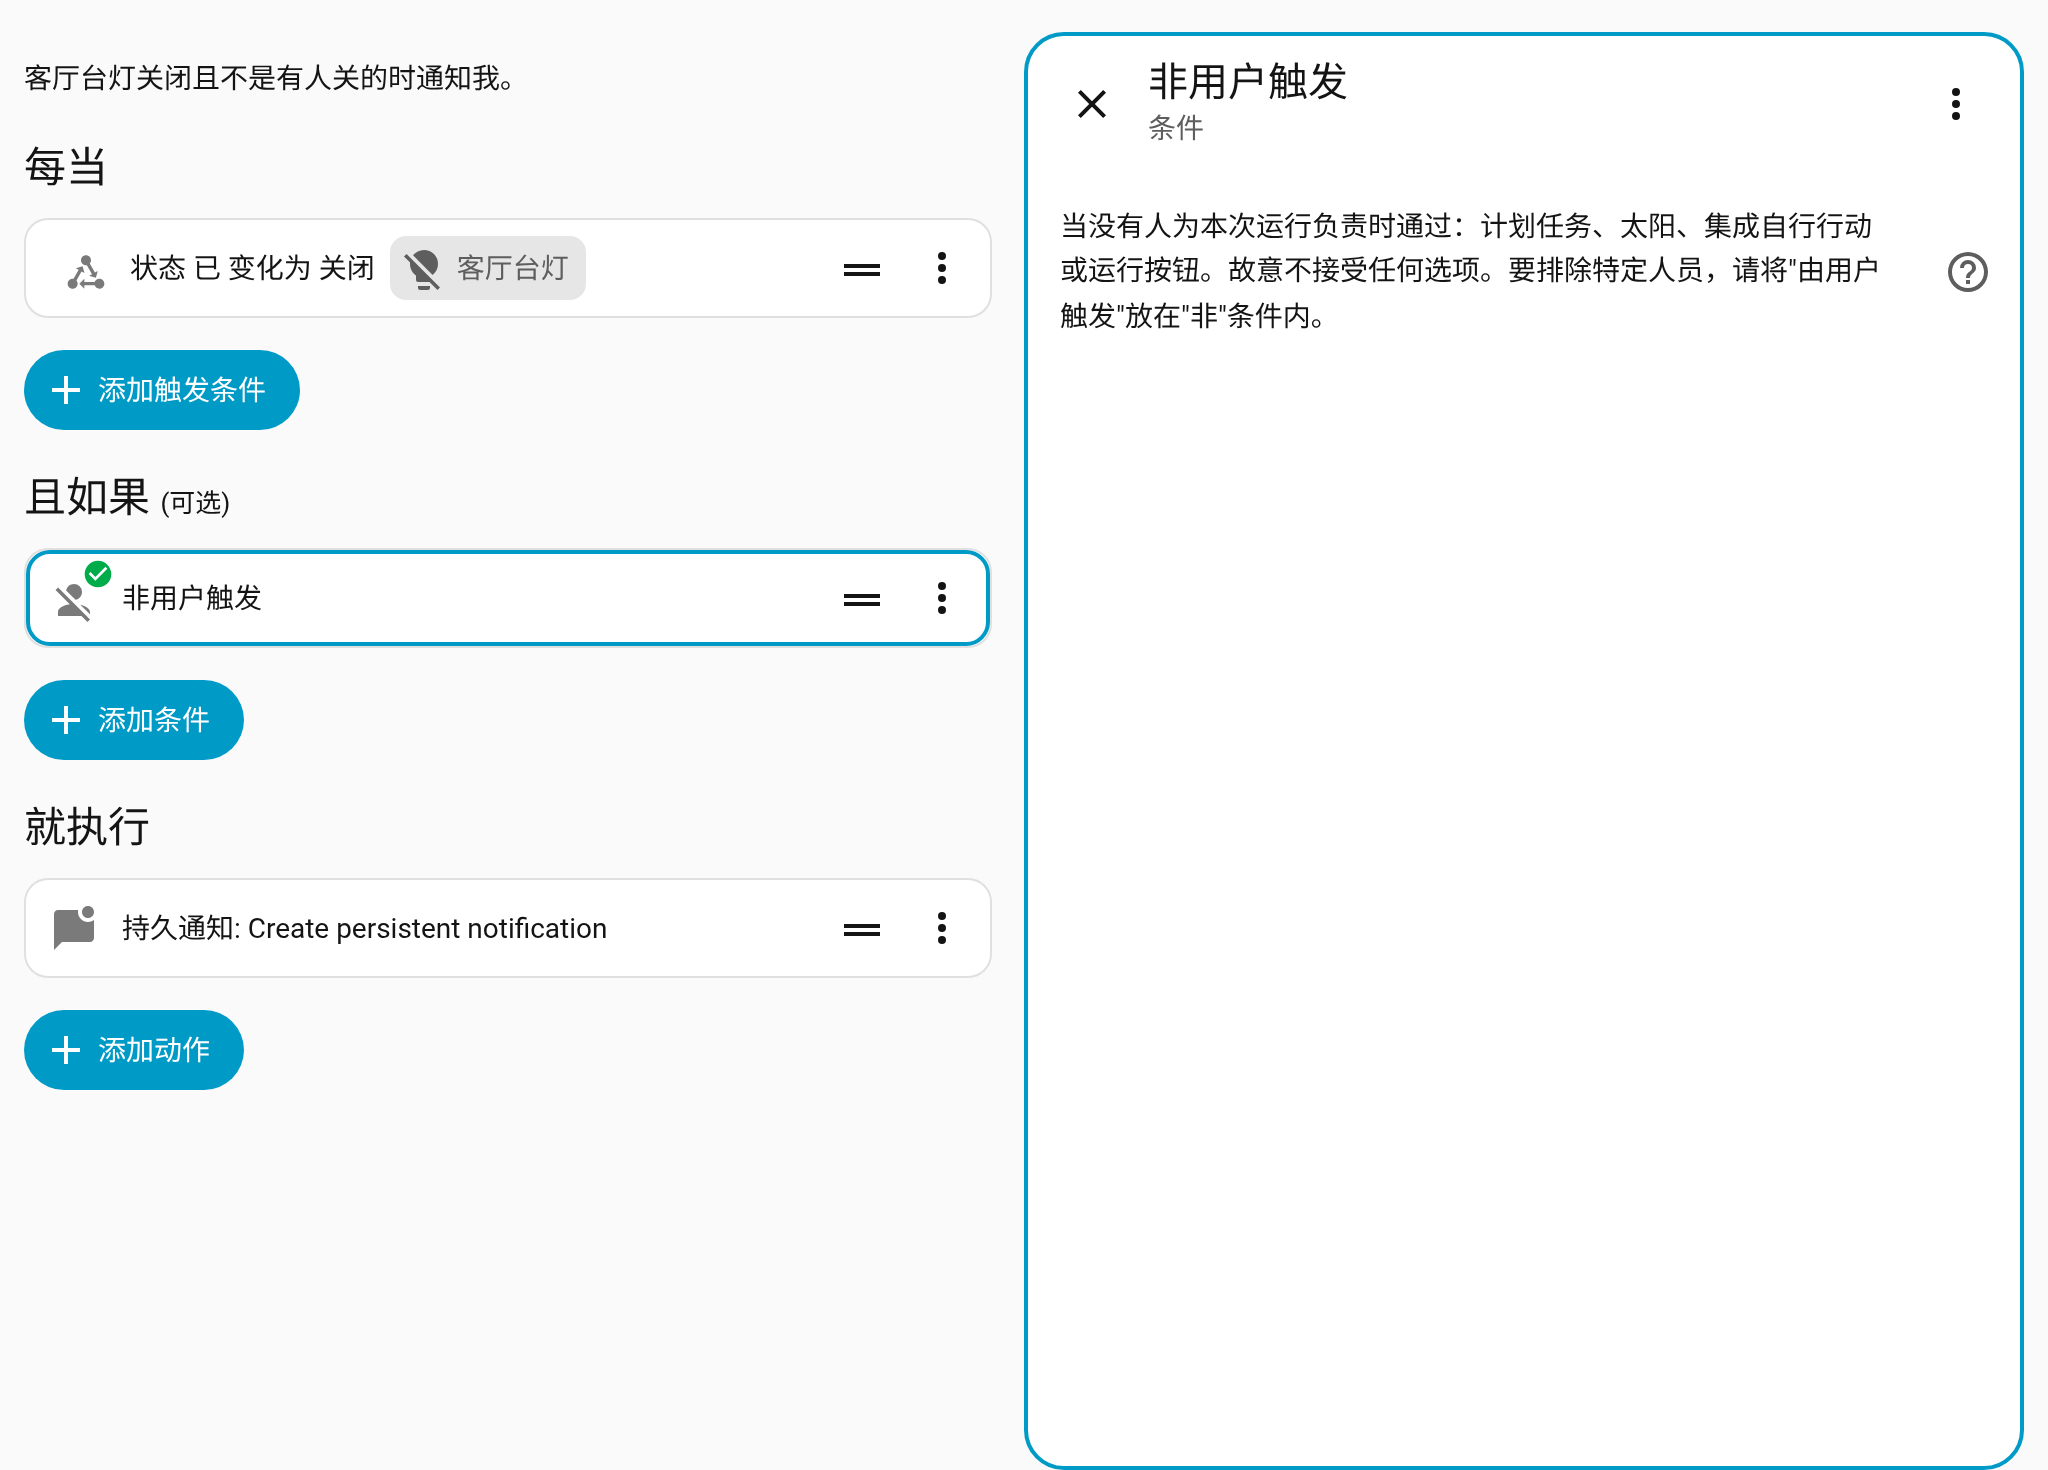 客厅台灯关闭且不是有人关的时通知我。
每当
状态 已 变化为 关闭 客厅台灯
添加触发条件
且如果 (可选)
非用户触发
添加条件
就执行
持久通知: Create persistent notification
添加动作
非用户触发
条件
当没有人为本次运行负责时通过：计划任务、太阳、集成自行行动
或运行按钮。故意不接受任何选项。要排除特定人员，请将"由用户
触发"放在"非"条件内。